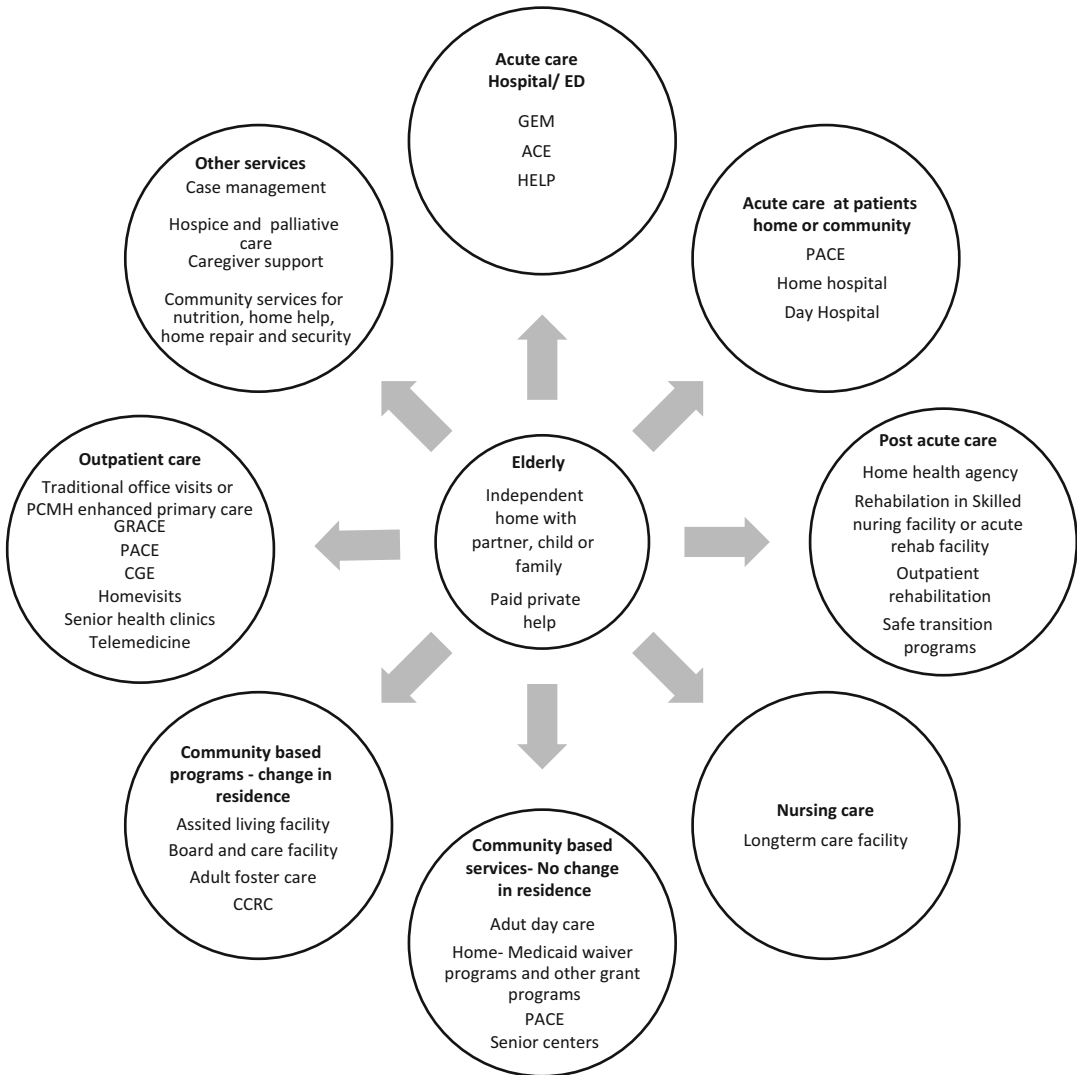 Acute care
Hospital/ ED
GEM
ACE
HELP
Acute care at patients
home or community
PACE
Home hospital
Day Hospital
Post acute care
Home health agency
Rehabilation in Skilled
nuring facility or acute
rehab facility
Outpatient
rehabilitation
Safe transition
programs
Nursing care
Longterm care facility
Community based
services- No change
in residence
Adut day care
Home- Medicaid waiver
programs and other grant
programs
PACE
Senior centers
Community based
programs - change in
residence
Assited living facility
Board and care facility
Adult foster care
CCRC
Outpatient care
Traditional office visits or
PCMH enhanced primary care
GRACE
PACE
CGE
Homevisits
Senior health clinics
Telemedicine
Other services
Case management
Hospice and palliative
care
Caregiver support
Community services for
nutrition, home help,
home repair and security
Elderly
Independent
home with
partner, child or
family
Paid private
help